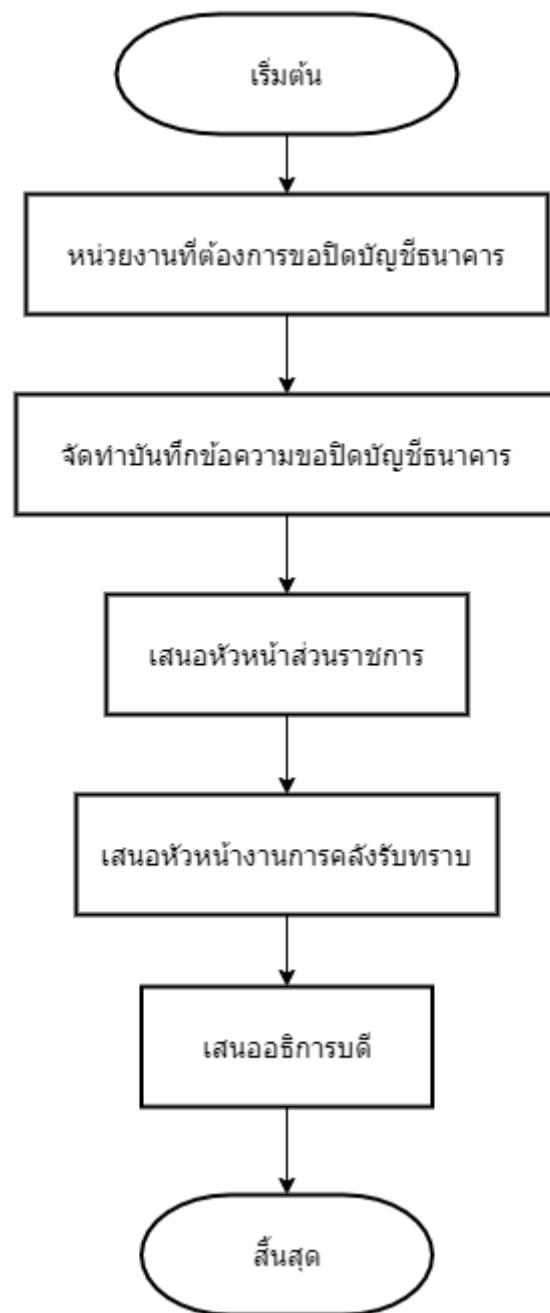 เริ่มต้น
หน่วยงานที่ต้องการขอปิดบัญชีธนาคาร
จัดทำบันทึกข้อความขอปิดบัญชีธนาคาร
เสนอหัวหน้าส่วนราชการ
เสนอหัวหน้างานการคลังรับทราบ
เสนออธิการบดี
สิ้นสุด